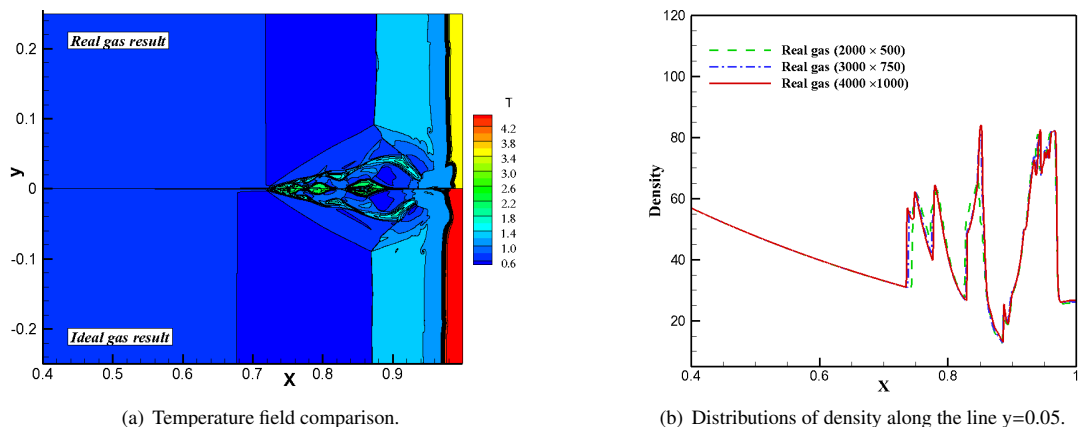 Real gas result
Ideal gas result
0.2
0.1
0
-0.1
-0.2
y
0.4 0.5 0.6 0.7 0.8 0.9
X
T
4.2
3.8
3.4
3.0
2.6
2.2
1.8
1.4
1.0
0.6
(a) Temperature field comparison.
120
100
80
60
40
20
Density
Real gas (2000 × 500)
Real gas (3000 × 750)
Real gas (4000 ×1000)
0.4 0.6 0.8 1
X
(b) Distributions of density along the line y=0.05.